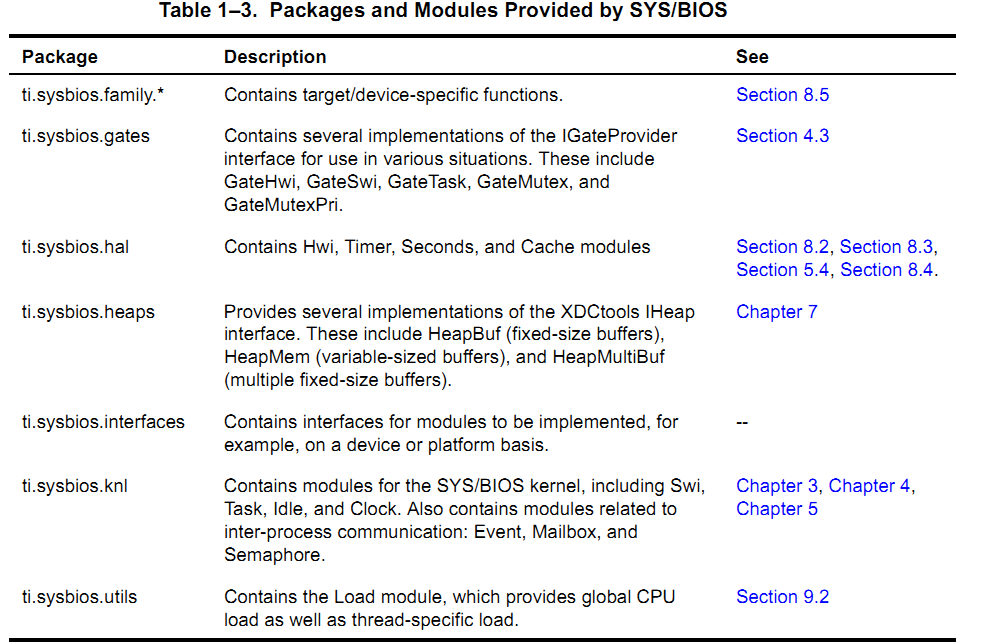 Table 1–3. Packages and Modules Provided by SYS/BIOS
Package Description See
ti.sysbios.family.* Contains target/device-specific functions. Section 8.5
ti.sysbios.gates Contains several implementations of the IGateProvider Section 4.3
interface for use in various situations. These include
GateHwi, GateSwi, GateTask, GateMutex, and
GateMutexPri.
ti.sysbios.hal Contains Hwi, Timer, Seconds, and Cache modules Section 8.2, Section 8.3,
Section 5.4, Section 8.4.
ti.sysbios.heaps Provides several implementations of the XDCtools IHeap Chapter 7
interface. These include HeapBuf (fixed-size buffers),
HeapMem (variable-sized buffers), and HeapMultiBuf
(multiple fixed-size buffers).
ti.sysbios.interfaces Contains interfaces for modules to be implemented, for --
example, on a device or platform basis.
ti.sysbios.knl Contains modules for the SYS/BIOS kernel, including Swi, Chapter 3, Chapter 4,
Task, Idle, and Clock. Also contains modules related to Chapter 5
inter-process communication: Event, Mailbox, and
Semaphore.
ti.sysbios.utils Contains the Load module, which provides global CPU Section 9.2
load as well as thread-specific load.